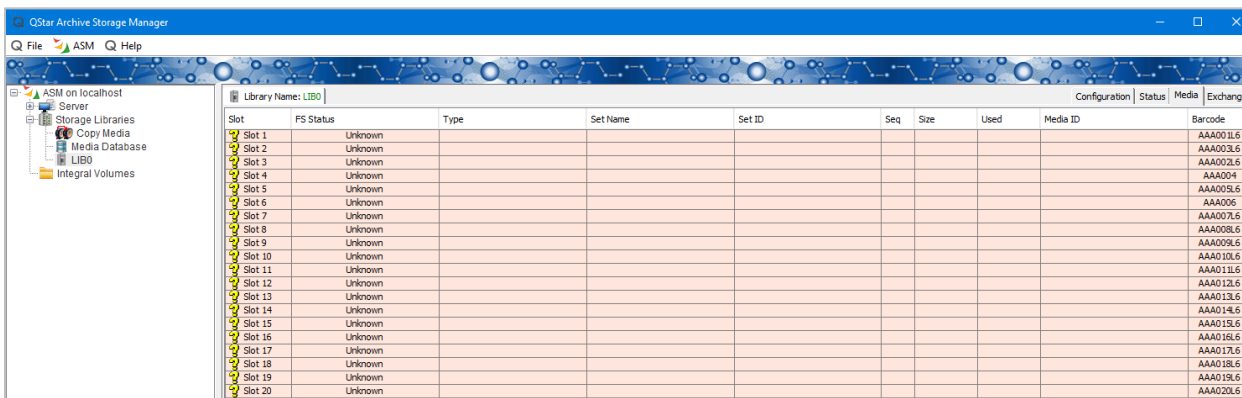 QStar Archive Storage Manager
File ASM Help
ASM on localhost
Server
Storage Libraries
Copy Media
Media Database
LIB0
Integral Volumes
Library Name: LIB0
Configuration Status Media Exchang
Slot FS Status Type Set Name Set ID Seq Size Used Media ID Barcode
Slot 1 Unknown AAA001L6
Slot 2 Unknown AAA003L6
Slot 3 Unknown AAA002L6
Slot 4 Unknown AAA004
Slot 5 Unknown AAA005L6
Slot 6 Unknown AAA006
Slot 7 Unknown AAA007L6
Slot 8 Unknown AAA008L6
Slot 9 Unknown AAA009L6
Slot 10 Unknown AAA010L6
Slot 11 Unknown AAA011L6
Slot 12 Unknown AAA012L6
Slot 13 Unknown AAA013L6
Slot 14 Unknown AAA014L6
Slot 15 Unknown AAA015L6
Slot 16 Unknown AAA016L6
Slot 17 Unknown AAA017L6
Slot 18 Unknown AAA018L6
Slot 19 Unknown AAA019L6
Slot 20 Unknown AAA020L6